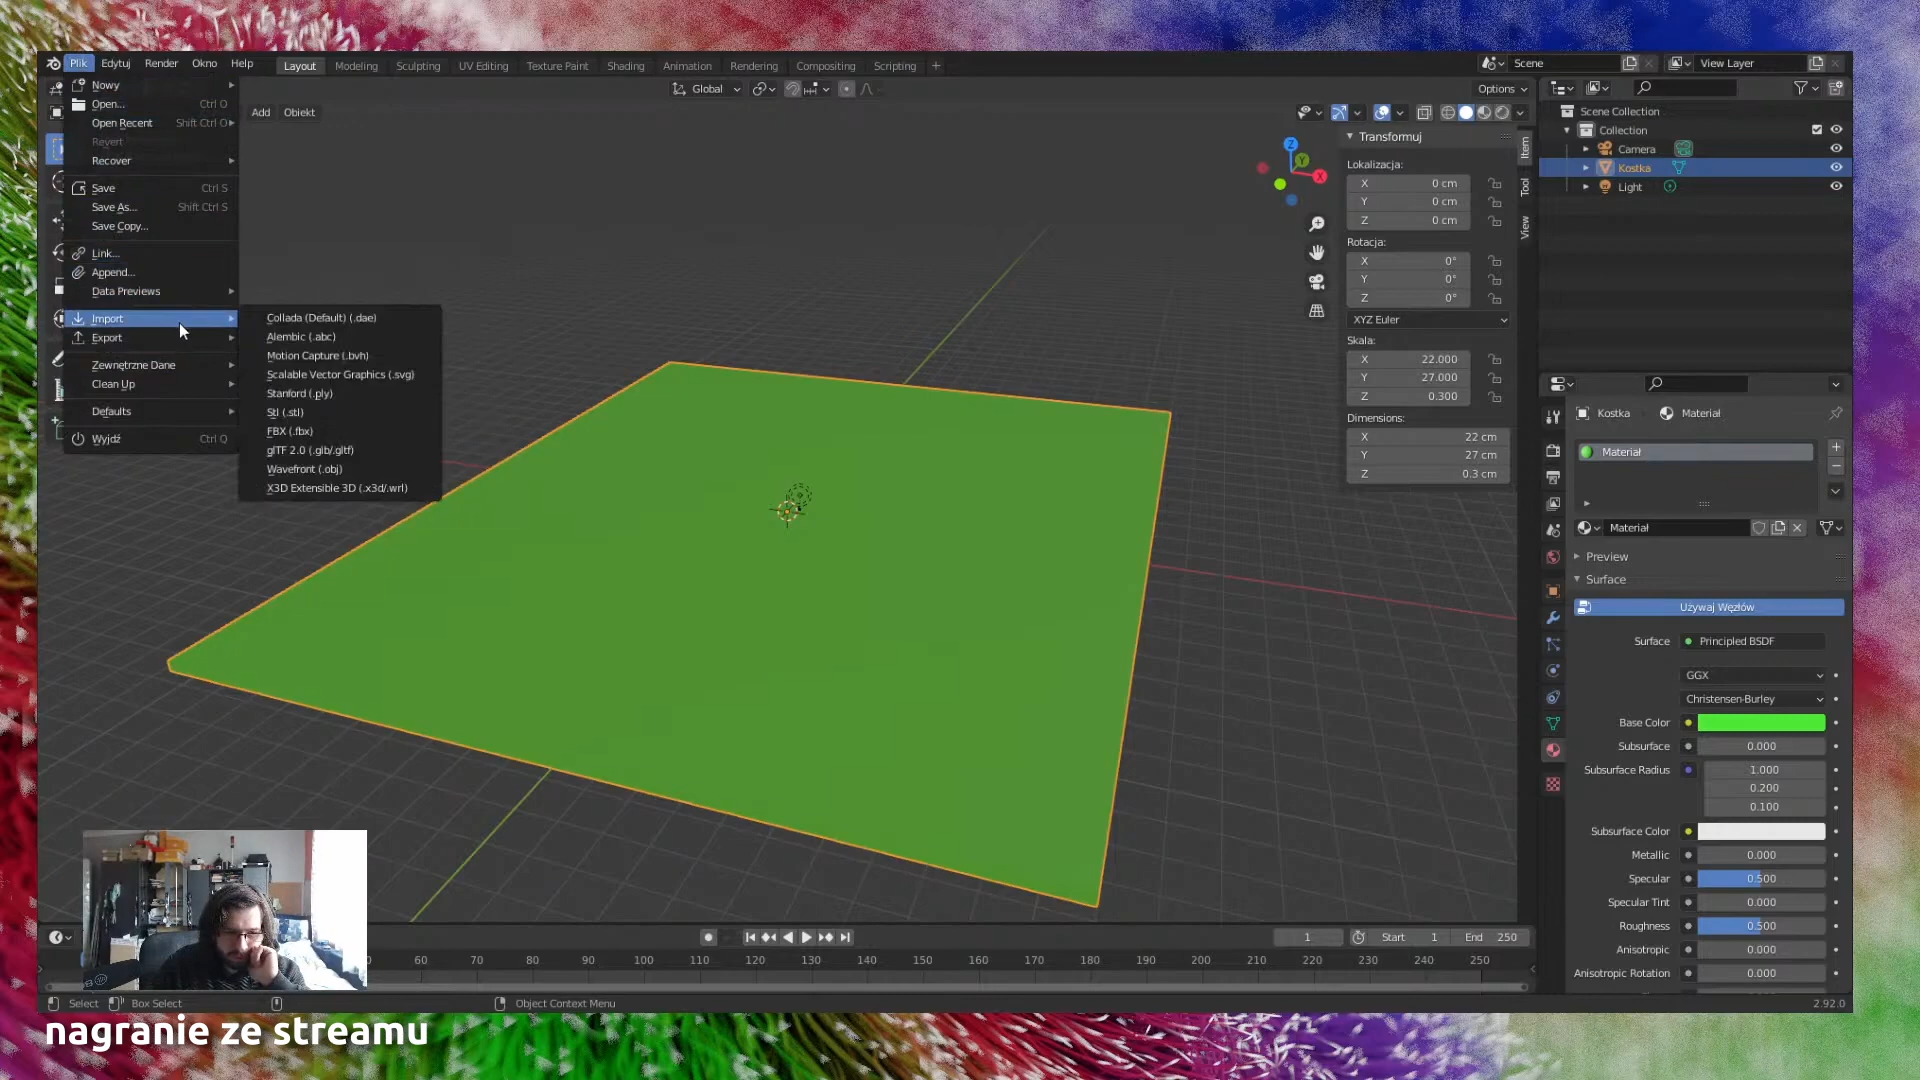 Plik Edytuj Render Okno Help Layout Modeling Sculpting UV Editing Texture Paint Shading Animation Rendering Compositing Scripting + Scene View Layer
Nowy
Open... Ctrl O
Open Recent Shift Ctrl O
Revert
Recover
Save Ctrl S
Save As... Shift Ctrl S
Save Copy...
Link...
Append...
Data Previews
Import
Export
Zewnętrzne Dane
Clean Up
Defaults
Wyjdź Ctrl Q
Collada (Default) (.dae)
Alembic (.abc)
Motion Capture (.bvh)
Scalable Vector Graphics (.svg)
Stanford (.ply)
Stl (.stl)
FBX (.fbx)
glTF 2.0 (.glb/.gltf)
Wavefront (.obj)
X3D Extensible 3D (.x3d/.wrl)
Global
Options
Add Obiekt
Z
Y
X
Transformuj
Lokalizacja:
X 0 cm
Y 0 cm
Z 0 cm
Rotacja:
X 0°
Y 0°
Z 0°
XYZ Euler
Skala:
X 22.000
Y 27.000
Z 0.300
Dimensions:
X 22 cm
Y 27 cm
Z 0.3 cm
Item
Tool
View
Scene Collection
Collection
Camera
Kostka
Light
Kostka Materiał
Materiał
Materiał
Preview
Surface
Używaj Węzłów
Surface Principled BSDF
GGX
Christensen-Burley
Base Color
Subsurface 0.000
Subsurface Radius 1.000
0.200
0.100
Subsurface Color
Metallic 0.000
Specular 0.500
Specular Tint 0.000
Roughness 0.500
Anisotropic 0.000
Anisotropic Rotation 0.000
1 Start 1 End 250
60 70 80 90 100 110 120 130 140 150 160 170 180 190 200 210 220 230 240 250
Select Box Select Object Context Menu 2.92.0
nagranie ze streamu